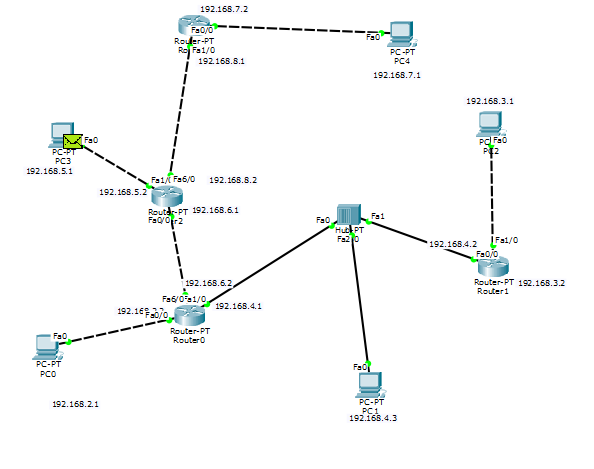 192.168.7.2
Fa0/0
Router-PT
Fa1/0
192.168.8.1
Fa0
PC-PT
PC4
192.168.7.1
192.168.3.1
Fa0
Fa0
PC-PT
PC3
192.168.5.1
Fa6/0
192.168.8.2
192.168.5.2
Router-PT
Fa0/0
192.168.6.1
Fa0
Fa1
Hub-PT
192.168.4.2
Fa1/0
Fa0/0
Router-PT
Router1
192.168.3.2
192.168.6.2
Fa6/0
192.168.4.1
Fa0/0
Router-PT
Router0
Fa0
PC-PT
PC0
192.168.2.1
Fa0
PC-PT
PC1
192.168.4.3